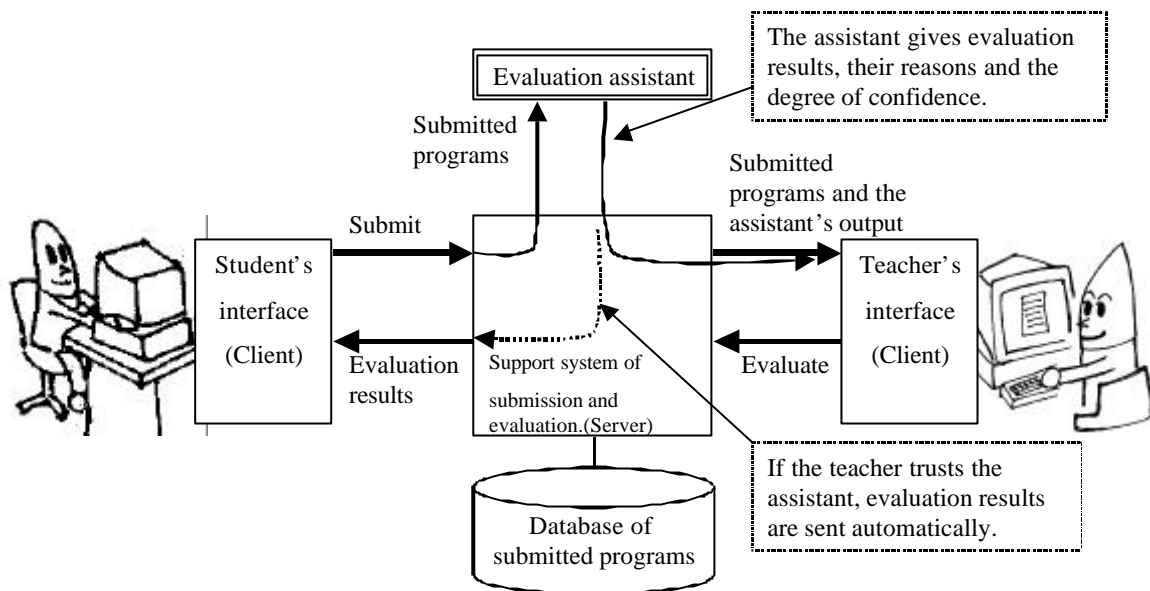 Evaluation assistant
The assistant gives evaluation
results, their reasons and the
degree of confidence.
Submitted
programs
Submitted
programs and the
assistant's output
Submit
Student's
interface
(Client)
Teacher's
interface
(Client)
Evaluation
results
Support system of
submission and
evaluation.(Server)
Evaluate
If the teacher trusts the
assistant, evaluation results
are sent automatically.
Database of
submitted programs